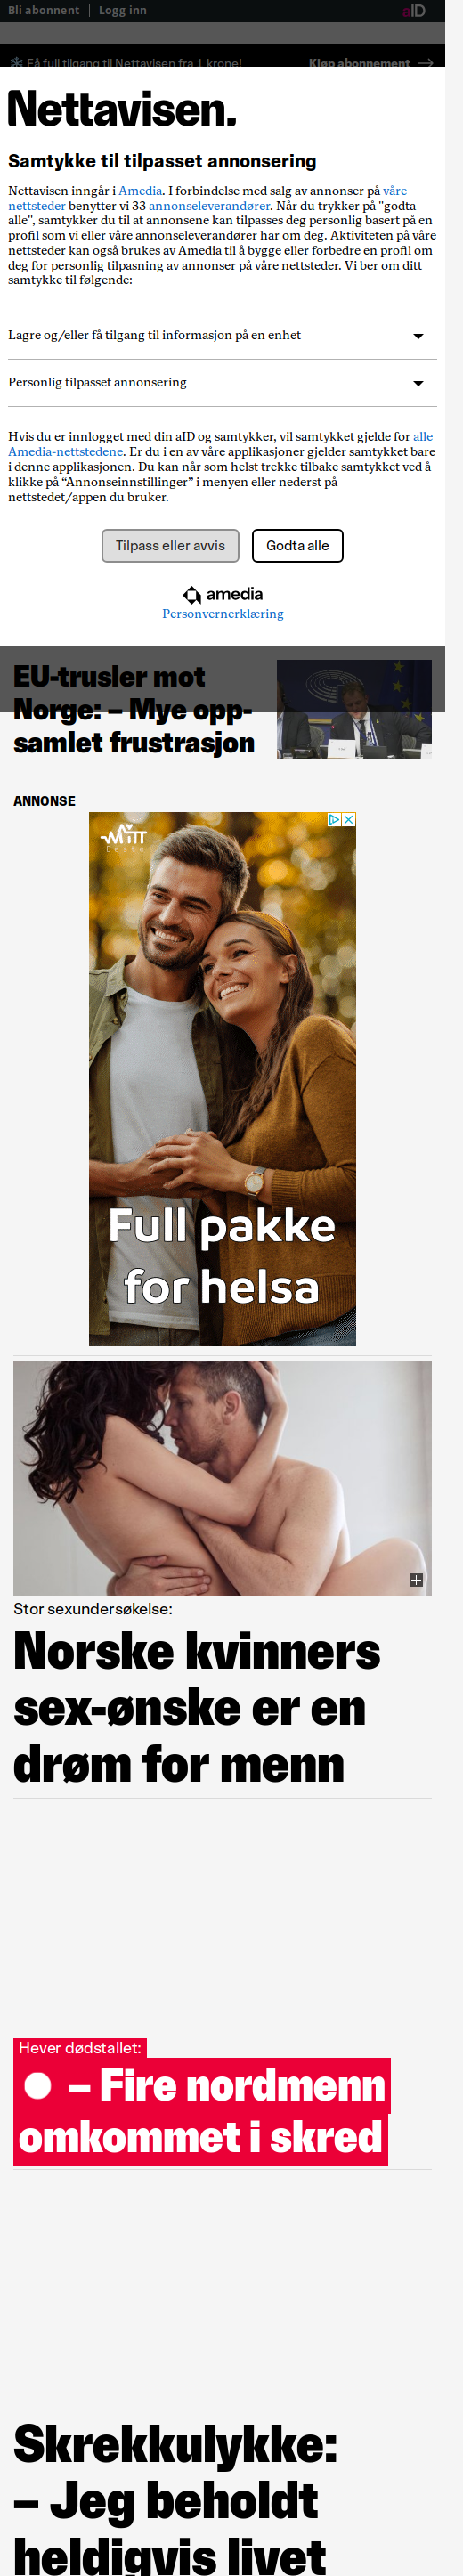 Bli abonnent | Logg inn
aID
Få full tilgang til Nettavisen fra 1 krone!
Kjøp abonnement →
Nettavisen.
Samtykke til tilpasset annonsering
Nettavisen inngår i Amedia. I forbindelse med salg av annonser på våre
nettsteder benytter vi 33 annonseleverandører. Når du trykker på "godta
alle", samtykker du til at annonsene kan tilpasses deg personlig basert på en
profil som vi eller våre annonseleverandører har om deg. Aktiviteten på våre
nettsteder kan også brukes av Amedia til å bygge eller forbedre en profil om
deg for personlig tilpasning av annonser på våre nettsteder. Vi ber om ditt
samtykke til følgende:
Lagre og/eller få tilgang til informasjon på en enhet
Personlig tilpasset annonsering
Hvis du er innlogget med din aID og samtykker, vil samtykket gjelde for alle
Amedia-nettstedene. Er du i en av våre applikasjoner gjelder samtykket bare
i denne applikasjonen. Du kan når som helst trekke tilbake samtykket ved å
klikke på “Annonseinnstillinger” i menyen eller nederst på
nettstedet/appen du bruker.
Tilpass eller avvis
Godta alle
amedia
Personvernerklæring
EU-trusler mot
Norge: – Mye opp-
samlet frustrasjon
ANNONSE
MITT
Full pakke
for helsa
Stor sexundersøkelse:
Norske kvinners
sex-ønske er en
drøm for menn
Hever dødstallet:
– Fire nordmenn
omkommet i skred
Skrekkulykke:
– Jeg beholdt
heldigvis livet